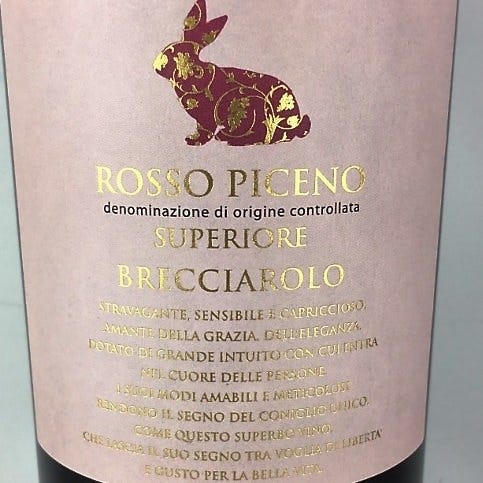 ROSSO PICENO
denominazione di origine controllata
SUPERIORE
BRECCIAROLO
STRAVAGANTE, SENSIBILE E CAPRICCIOSO,
AMANTE DELLA GRAZIA, DELL'ELEGANZA,
DOTATO DI GRANDE INTUITO CON CUI ENTRA
NEL CUORE DELLE PERSONE.
I SUOI MODI AMABILI E METICOLOSI
RENDONO IL SEGNO DEL CONIGLIO UNICO,
COME QUESTO SUPERBO VINO,
CHE LASCIA IL SUO SEGNO TRA VOGLIA DI LIBERTA'
E GUSTO PER LA BELLA VITA.